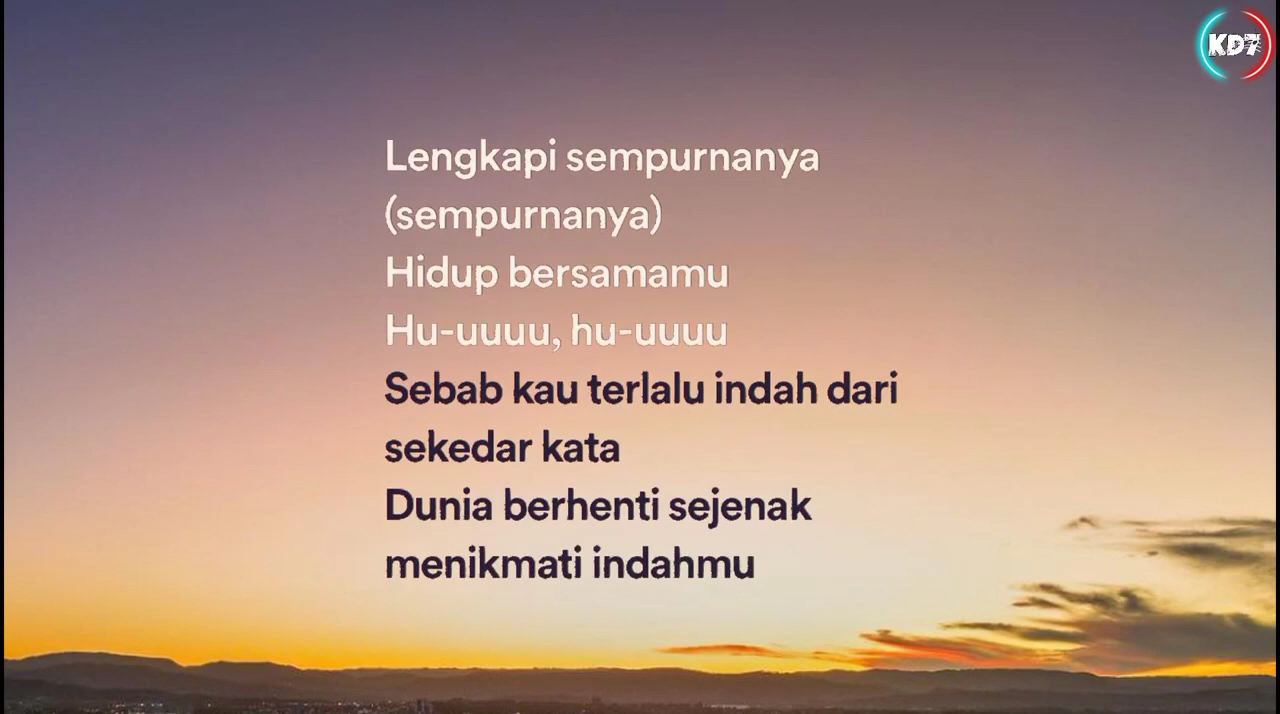 KD7
Lengkapi sempurnanya
(sempurnanya)
Hidup bersamamu
Hu-uuuu, hu-uuuu
Sebab kau terlalu indah dari
sekedar kata
Dunia berhenti sejenak
menikmati indahmu